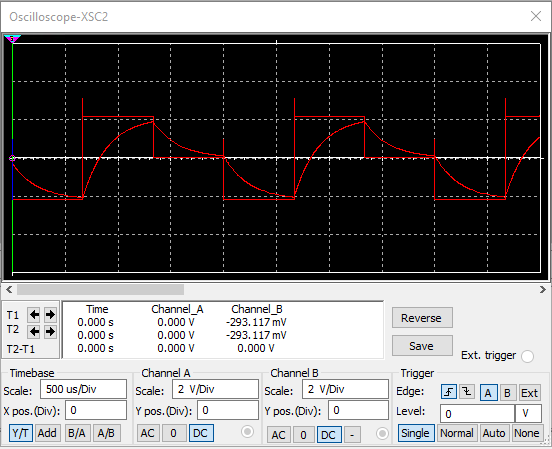 Oscilloscope-XSC2
T1
T2
T2-T1
Time Channel_A Channel_B
0.000 s 0.000 V -293.117 mV
0.000 s 0.000 V -293.117 mV
0.000 s 0.000 V 0.000 V
Reverse
Save
Ext. trigger
Timebase
Scale: 500 us/Div
X pos.(Div): 0
Y/T Add B/A A/B
Channel A
Scale: 2 V/Div
Y pos.(Div): 0
AC 0 DC
Channel B
Scale: 2 V/Div
Y pos.(Div): 0
AC 0 DC -
Trigger
Edge: A B Ext
Level: 0 V
Single Normal Auto None